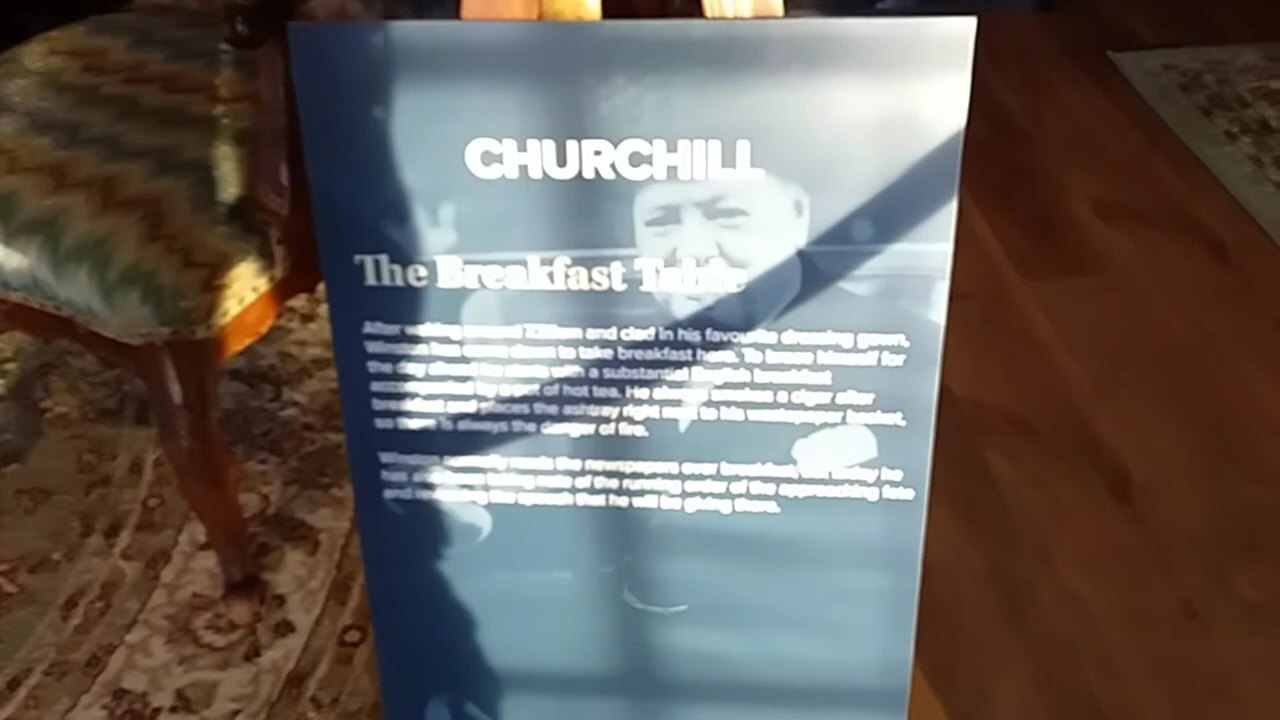 CHURCHILL
The Breakfast Table
After waking around 7.30am and clad in his favourite dressing gown,
Winston has come down to take breakfast here. To brace himself for
the day ahead he starts with a substantial English breakfast
accompanied by a pot of hot tea. He always smokes a cigar after
breakfast and places the ashtray right next to his wastepaper basket,
so there is always the danger of fire.
Winston usually reads the newspapers over breakfast, but today he
has also been taking note of the running order of the approaching fete
and rehearsing the speech that he will be giving there.